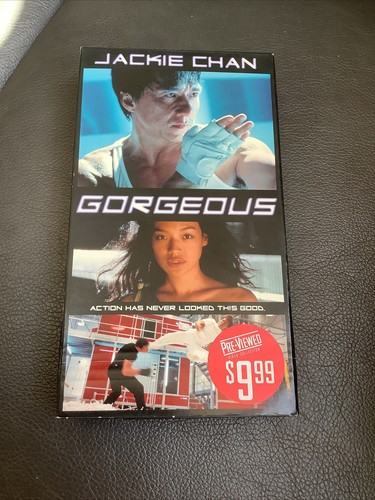 JACKIE CHAN
GORGEOUS
ACTION HAS NEVER LOOKED THIS GOOD.
PRE-VIEWED
$9.99